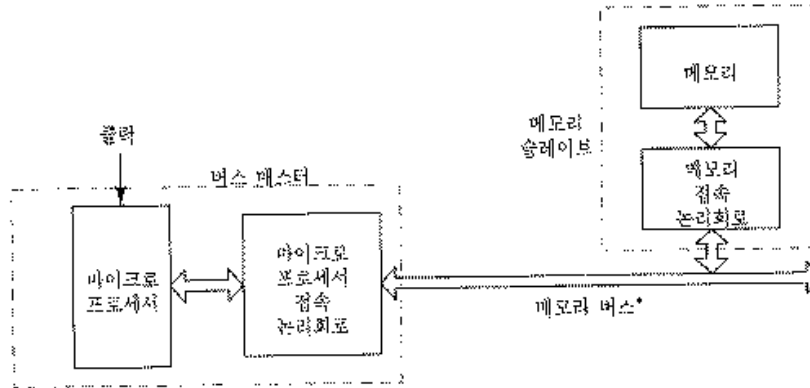 메모리
클락
메모리
슬레이브
메모리
접속
논리회로
버스 매스터
마이크로
프로세서
마이크로
프로세서
접속
논리회로
메모리 버스*